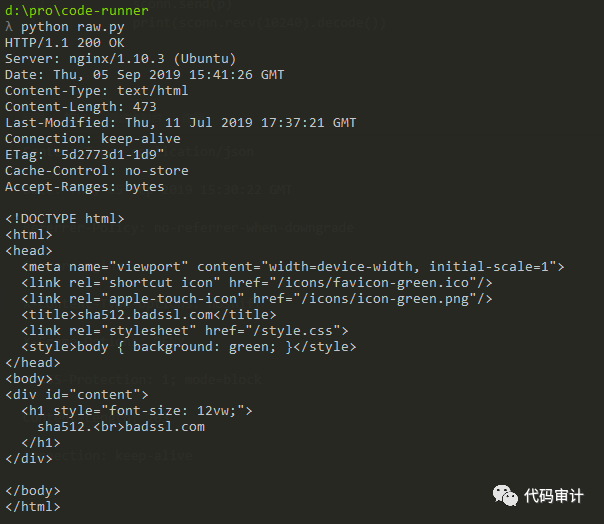 d:\pro\code-runner
λ python raw.py
HTTP/1.1 200 OK
Server: nginx/1.10.3 (Ubuntu)
Date: Thu, 05 Sep 2019 15:41:26 GMT
Content-Type: text/html
Content-Length: 473
Last-Modified: Thu, 11 Jul 2019 17:37:21 GMT
Connection: keep-alive
ETag: "5d2773d1-1d9"
Cache-Control: no-store
Accept-Ranges: bytes
<!DOCTYPE html>
<html>
<head>
  <meta name="viewport" content="width=device-width, initial-scale=1">
  <link rel="shortcut icon" href="/icons/favicon-green.ico"/>
  <link rel="apple-touch-icon" href="/icons/icon-green.png"/>
  <title>sha512.badssl.com</title>
  <link rel="stylesheet" href="/style.css">
  <style>body { background: green; }</style>
</head>
<body>
<div id="content">
  <h1 style="font-size: 12vw;">
    sha512.<br>badssl.com
  </h1>
</div>
</body>
</html>
代码审计